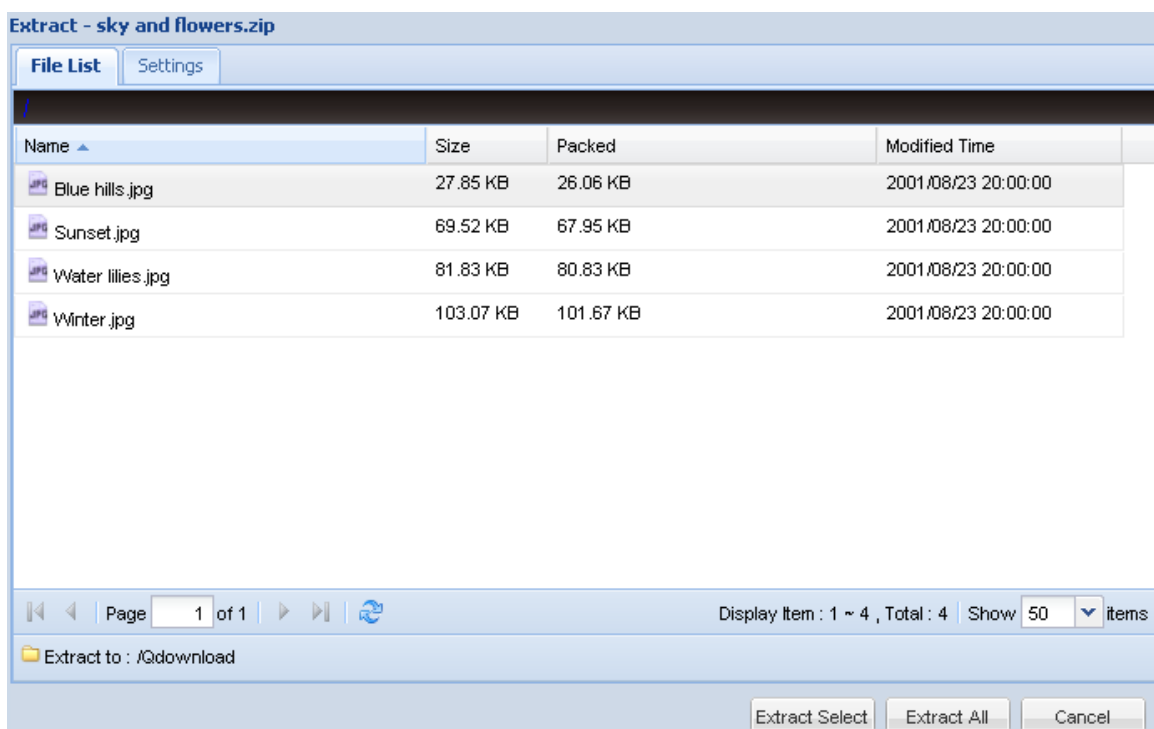 Extract - sky and flowers.zip
File List Settings
/
Name Size Packed Modified Time
JPG Blue hills.jpg 27.85 KB 26.06 KB 2001/08/23 20:00:00
JPG Sunset.jpg 69.52 KB 67.95 KB 2001/08/23 20:00:00
JPG Water lilies.jpg 81.83 KB 80.83 KB 2001/08/23 20:00:00
JPG Winter.jpg 103.07 KB 101.67 KB 2001/08/23 20:00:00
Page 1 of 1 Display Item : 1 ~ 4 , Total : 4 Show 50 items
Extract to : /Qdownload
Extract Select Extract All Cancel